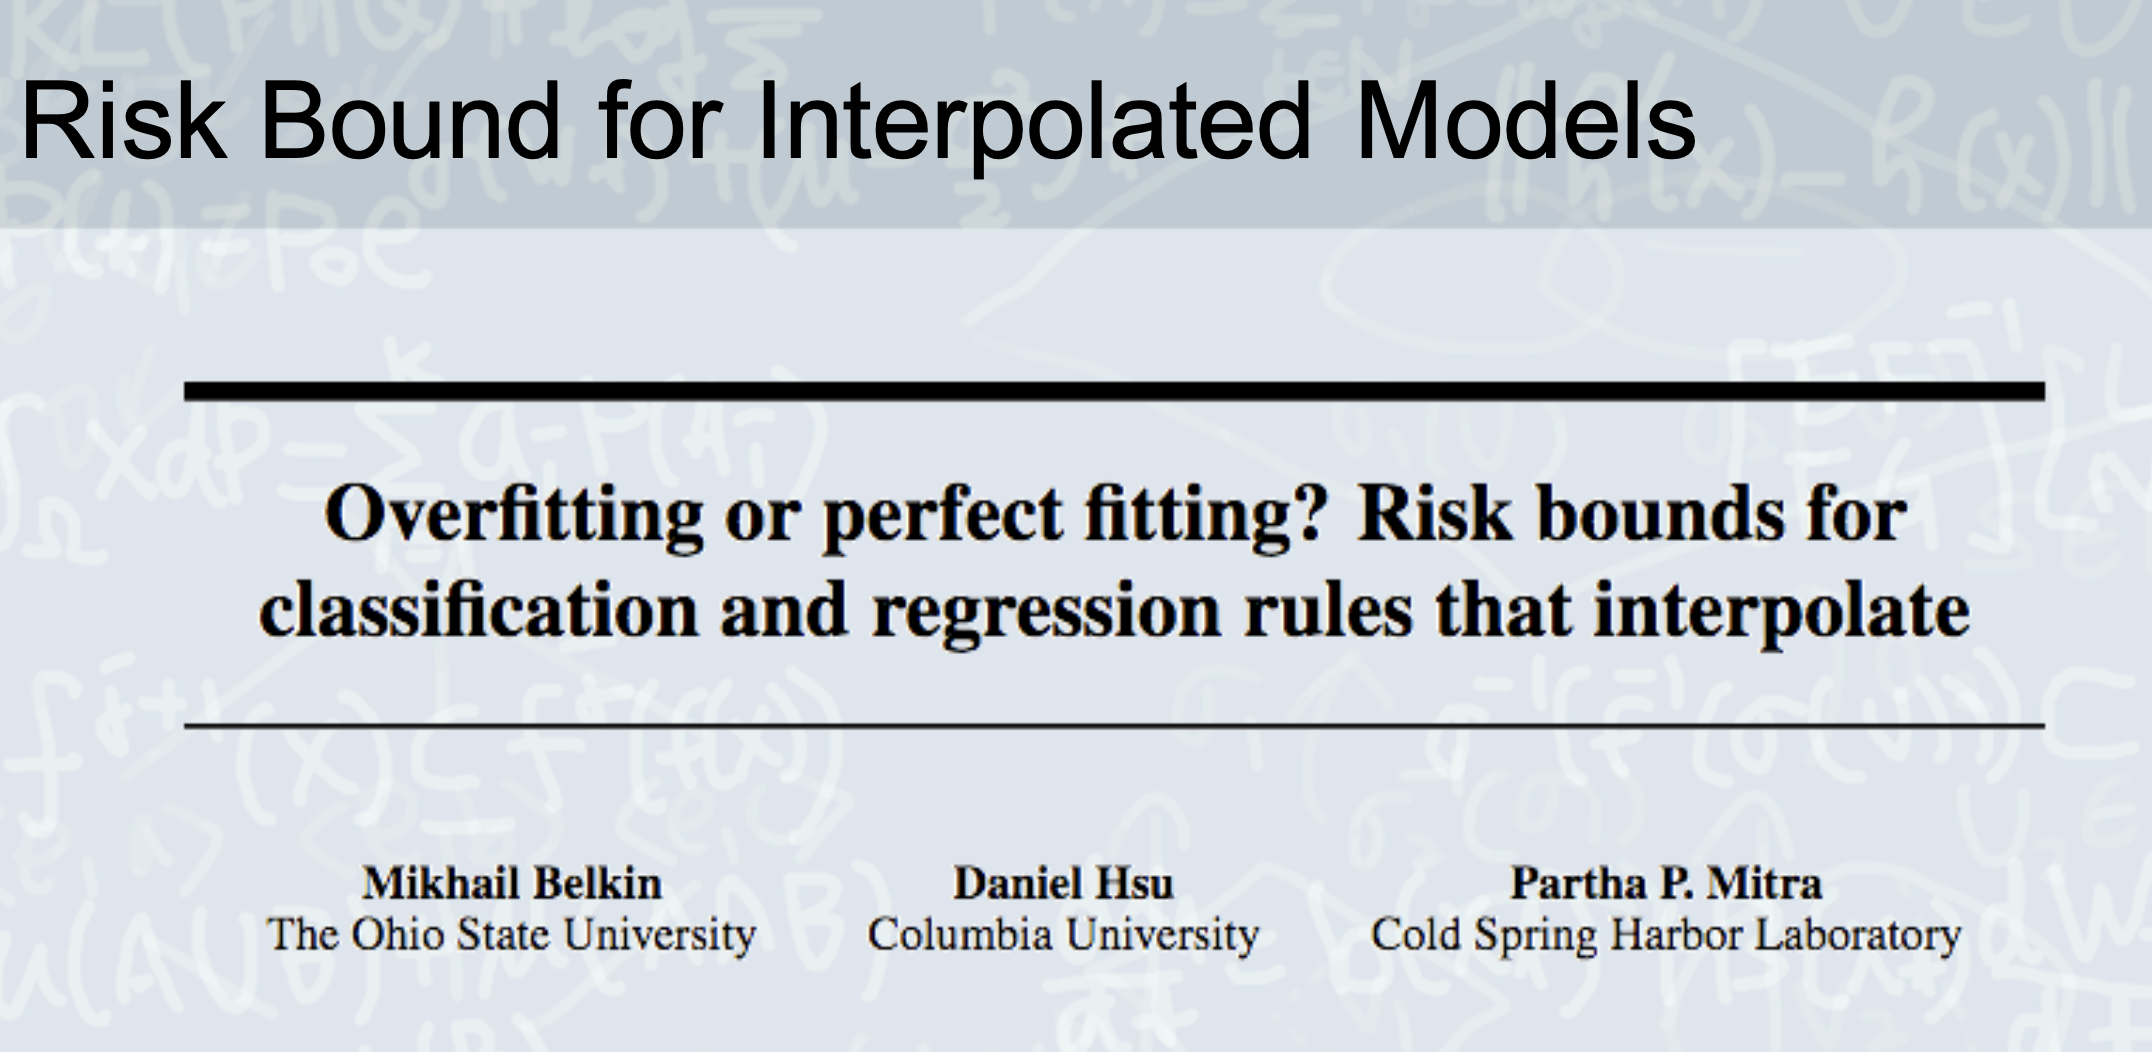 Risk Bound for Interpolated Models
Overfitting or perfect fitting? Risk bounds for
classification and regression rules that interpolate
Mikhail Belkin
The Ohio State University
Daniel Hsu
Columbia University
Partha P. Mitra
Cold Spring Harbor Laboratory